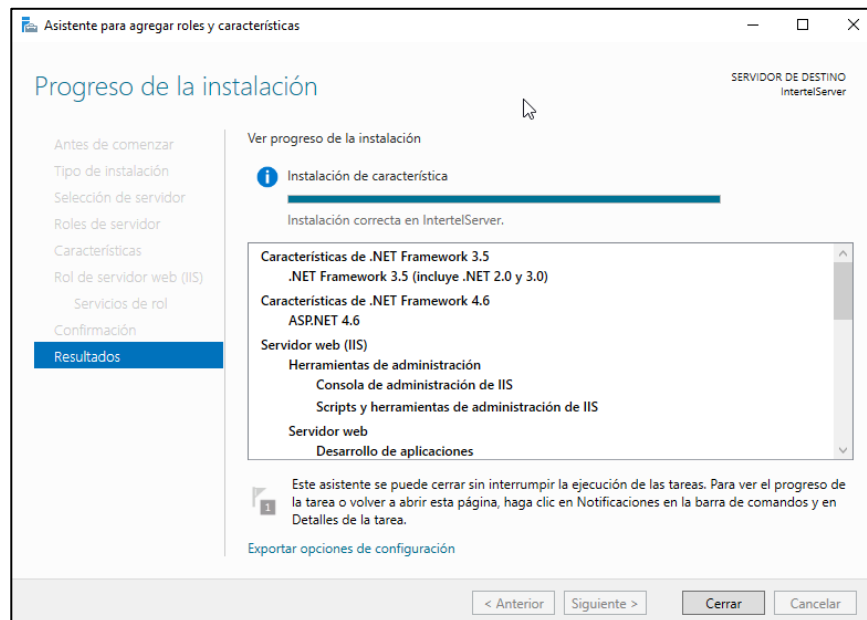 Asistente para agregar roles y características
Progreso de la instalación
SERVIDOR DE DESTINO
IntertelServer
Antes de comenzar
Tipo de instalación
Selección de servidor
Roles de servidor
Características
Rol de servidor web (IIS)
Servicios de rol
Confirmación
Resultados
Ver progreso de la instalación
Instalación de característica
Instalación correcta en IntertelServer.
Características de .NET Framework 3.5
.NET Framework 3.5 (incluye .NET 2.0 y 3.0)
Características de .NET Framework 4.6
ASP.NET 4.6
Servidor web (IIS)
Herramientas de administración
Consola de administración de IIS
Scripts y herramientas de administración de IIS
Servidor web
Desarrollo de aplicaciones
1
Este asistente se puede cerrar sin interrumpir la ejecución de las tareas. Para ver el progreso de
la tarea o volver a abrir esta página, haga clic en Notificaciones en la barra de comandos y en
Detalles de la tarea.
Exportar opciones de configuración
< Anterior
Siguiente >
Cerrar
Cancelar